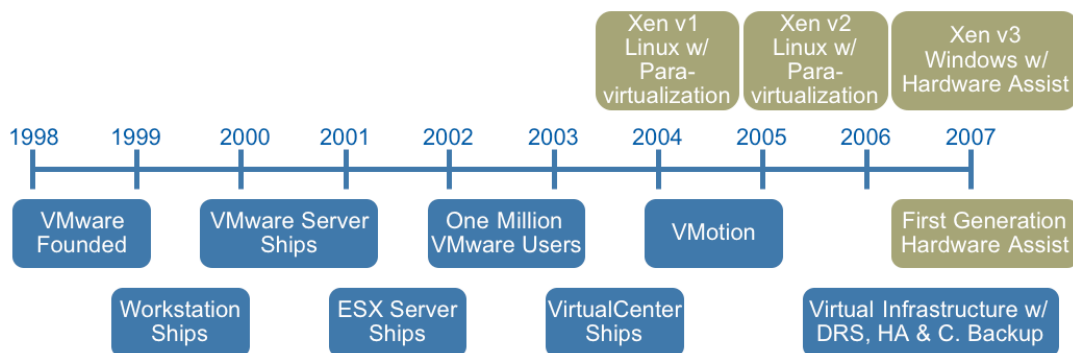 Xen v1
Linux w/
Para-
virtualization
Xen v2
Linux w/
Para-
virtualization
Xen v3
Windows w/
Hardware Assist
1998
1999
2000
2001
2002
2003
2004
2005
2006
2007
VMware
Founded
VMware Server
Ships
One Million
VMware Users
VMotion
First Generation
Hardware Assist
Workstation
Ships
ESX Server
Ships
VirtualCenter
Ships
Virtual Infrastructure w/
DRS, HA & C. Backup